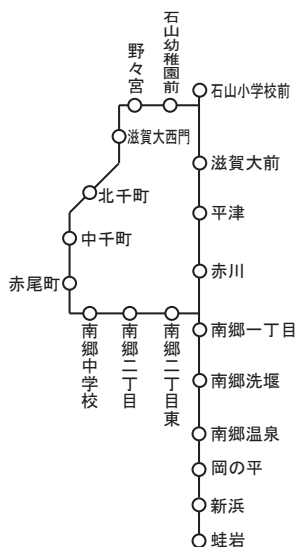 石山幼稚園前
野々宮
石山小学校前
滋賀大西門
滋賀大前
北千町
平津
中千町
赤川
赤尾町
南郷中学校
南郷二丁目
南郷二丁目東
南郷一丁目
南郷洗堰
南郷温泉
岡の平
新浜
蛙岩